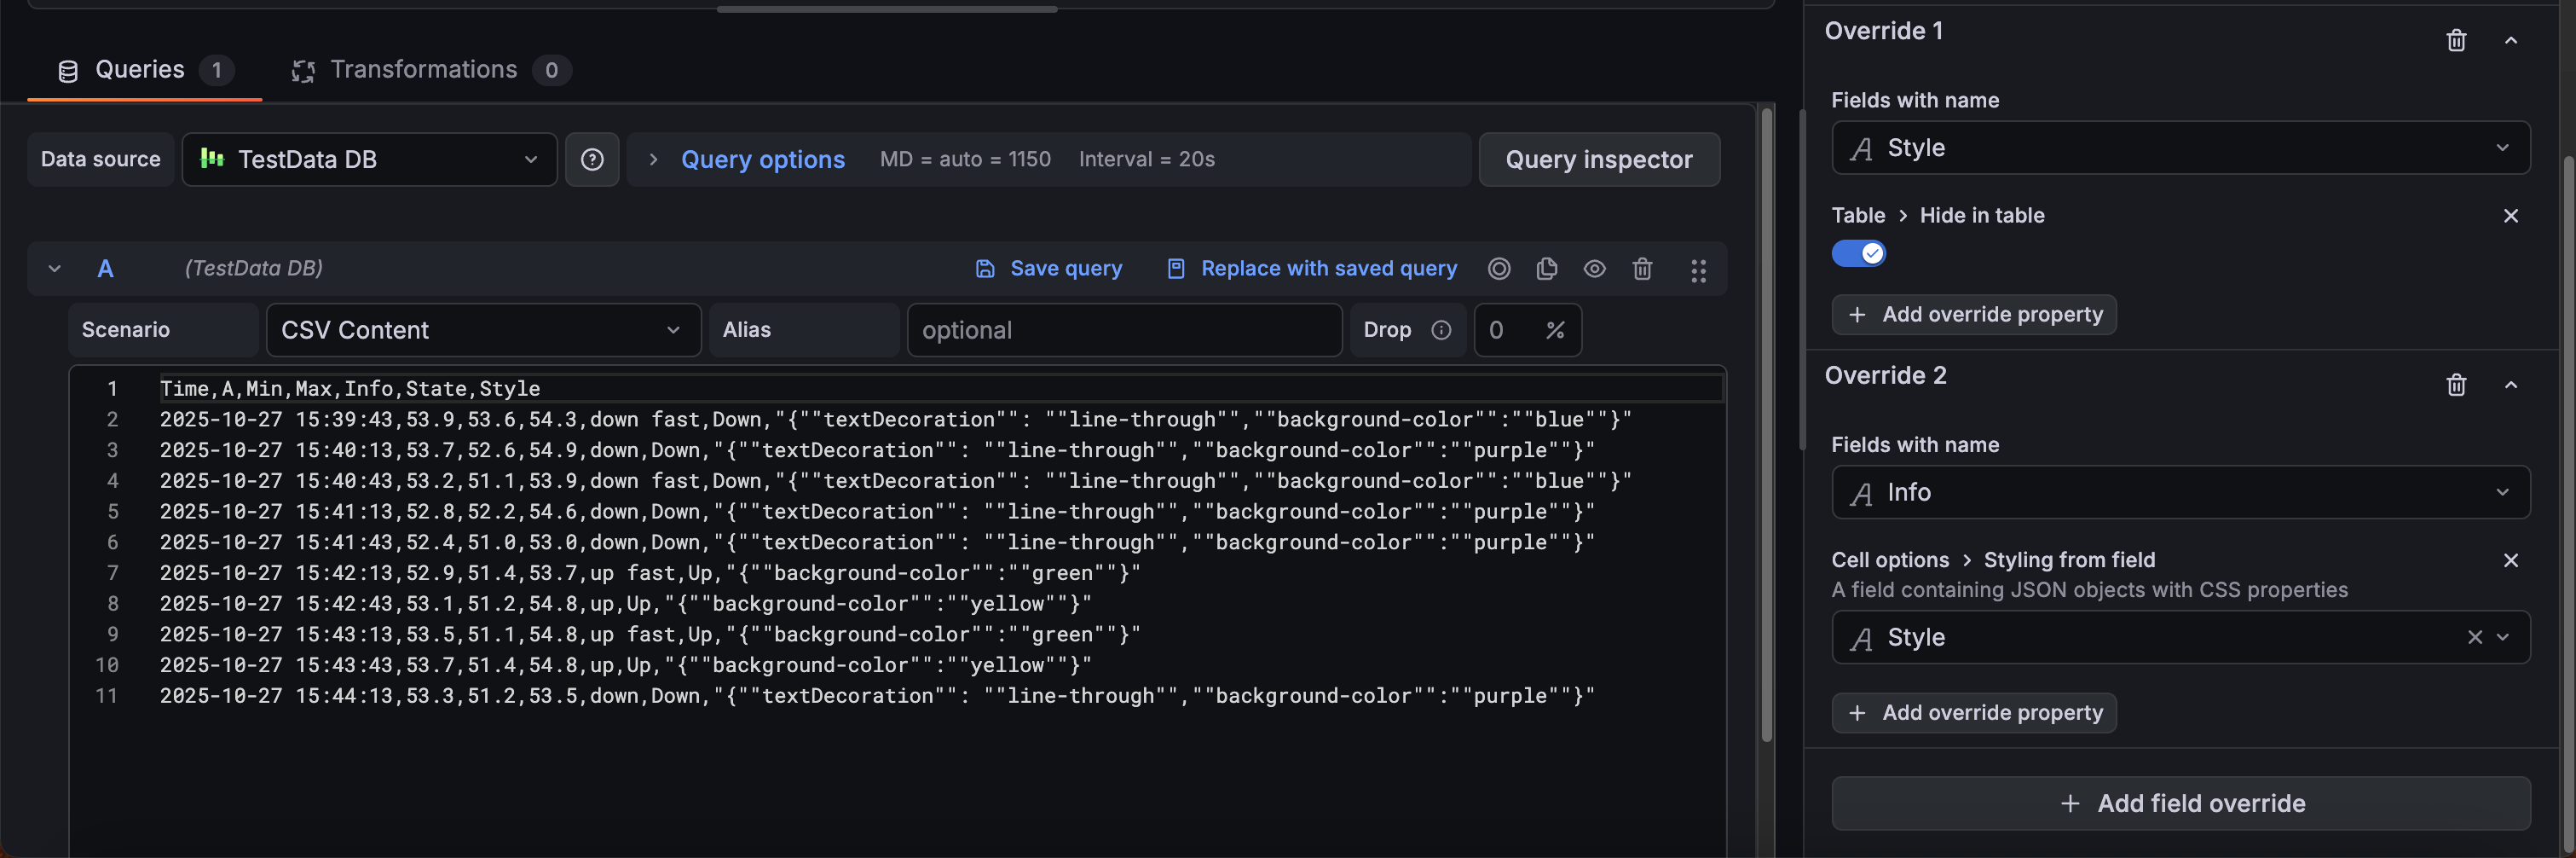 Queries 1 Transformations 0
Data source TestData DB Query options MD = auto = 1150 Interval = 20s Query inspector
A (TestData DB) Save query Replace with saved query
Scenario CSV Content Alias optional Drop 0 %
1 Time,A,Min,Max,Info,State,Style
2 2025-10-27 15:39:43,53.9,53.6,54.3,down fast,Down,"{""textDecoration"": ""line-through"",""background-color"":""blue""}"
3 2025-10-27 15:40:13,53.7,52.6,54.9,down,Down,"{""textDecoration"": ""line-through"",""background-color"":""purple""}"
4 2025-10-27 15:40:43,53.2,51.1,53.9,down fast,Down,"{""textDecoration"": ""line-through"",""background-color"":""blue""}"
5 2025-10-27 15:41:13,52.8,52.2,54.6,down,Down,"{""textDecoration"": ""line-through"",""background-color"":""purple""}"
6 2025-10-27 15:41:43,52.4,51.0,53.0,down,Down,"{""textDecoration"": ""line-through"",""background-color"":""purple""}"
7 2025-10-27 15:42:13,52.9,51.4,53.7,up fast,Up,"{""background-color"":""green""}"
8 2025-10-27 15:42:43,53.1,51.2,54.8,up,Up,"{""background-color"":""yellow""}"
9 2025-10-27 15:43:13,53.5,51.1,54.8,up fast,Up,"{""background-color"":""green""}"
10 2025-10-27 15:43:43,53.7,51.4,54.8,up,Up,"{""background-color"":""yellow""}"
11 2025-10-27 15:44:13,53.3,51.2,53.5,down,Down,"{""textDecoration"": ""line-through"",""background-color"":""purple""}"
Override 1
Fields with name
Style
Table > Hide in table
+ Add override property
Override 2
Fields with name
Info
Cell options > Styling from field
A field containing JSON objects with CSS properties
Style
+ Add override property
+ Add field override